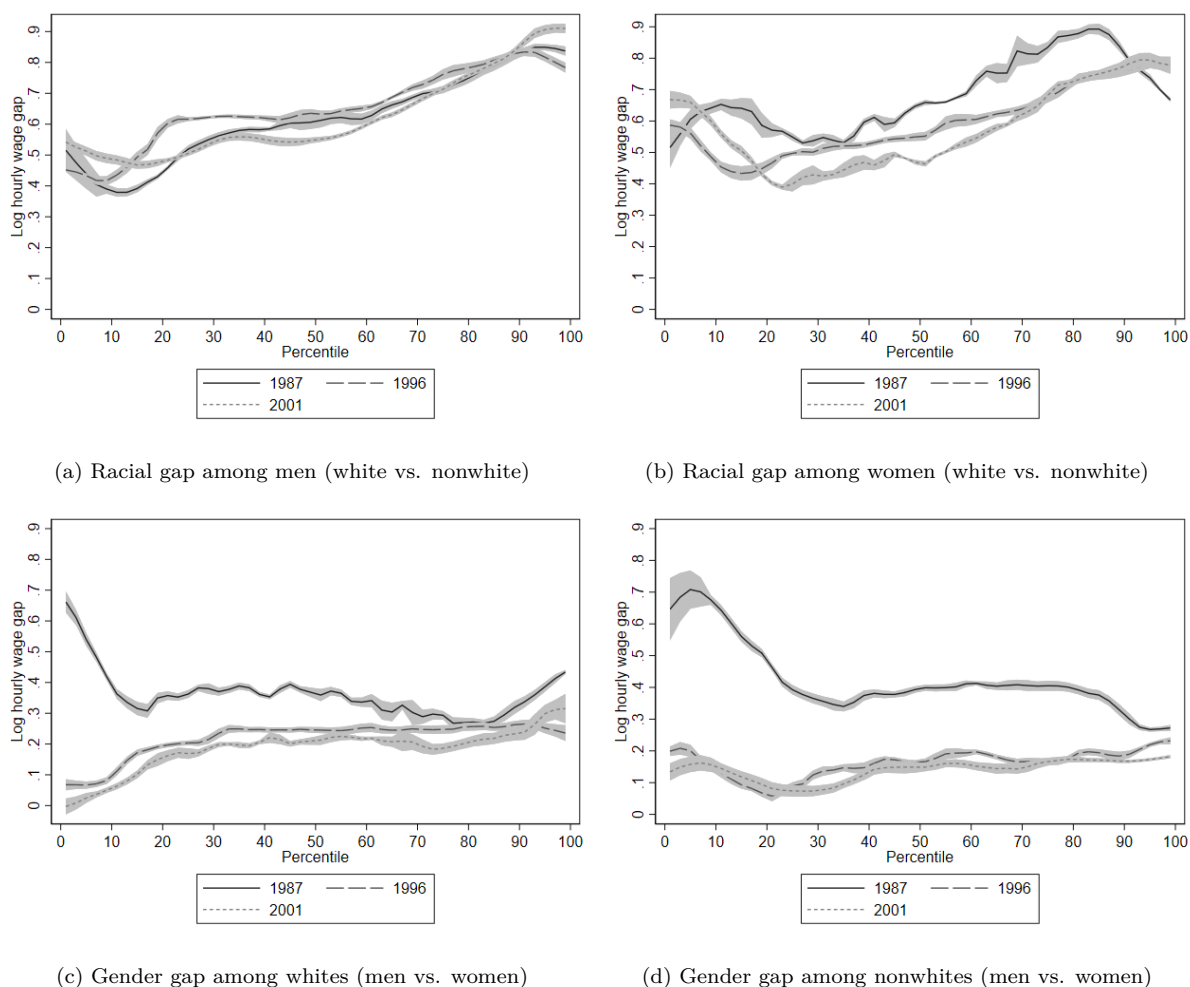 Log hourly wage gap
0 .1 .2 .3 .4 .5 .6 .7 .8 .9
0 10 20 30 40 50 60 70 80 90 100
Percentile
1987 1996
2001
(a) Racial gap among men (white vs. nonwhite)
Log hourly wage gap
0 .1 .2 .3 .4 .5 .6 .7 .8 .9
0 10 20 30 40 50 60 70 80 90 100
Percentile
1987 1996
2001
(b) Racial gap among women (white vs. nonwhite)
Log hourly wage gap
0 .1 .2 .3 .4 .5 .6 .7 .8 .9
0 10 20 30 40 50 60 70 80 90 100
Percentile
1987 1996
2001
(c) Gender gap among whites (men vs. women)
Log hourly wage gap
0 .1 .2 .3 .4 .5 .6 .7 .8 .9
0 10 20 30 40 50 60 70 80 90 100
Percentile
1987 1996
2001
(d) Gender gap among nonwhites (men vs. women)